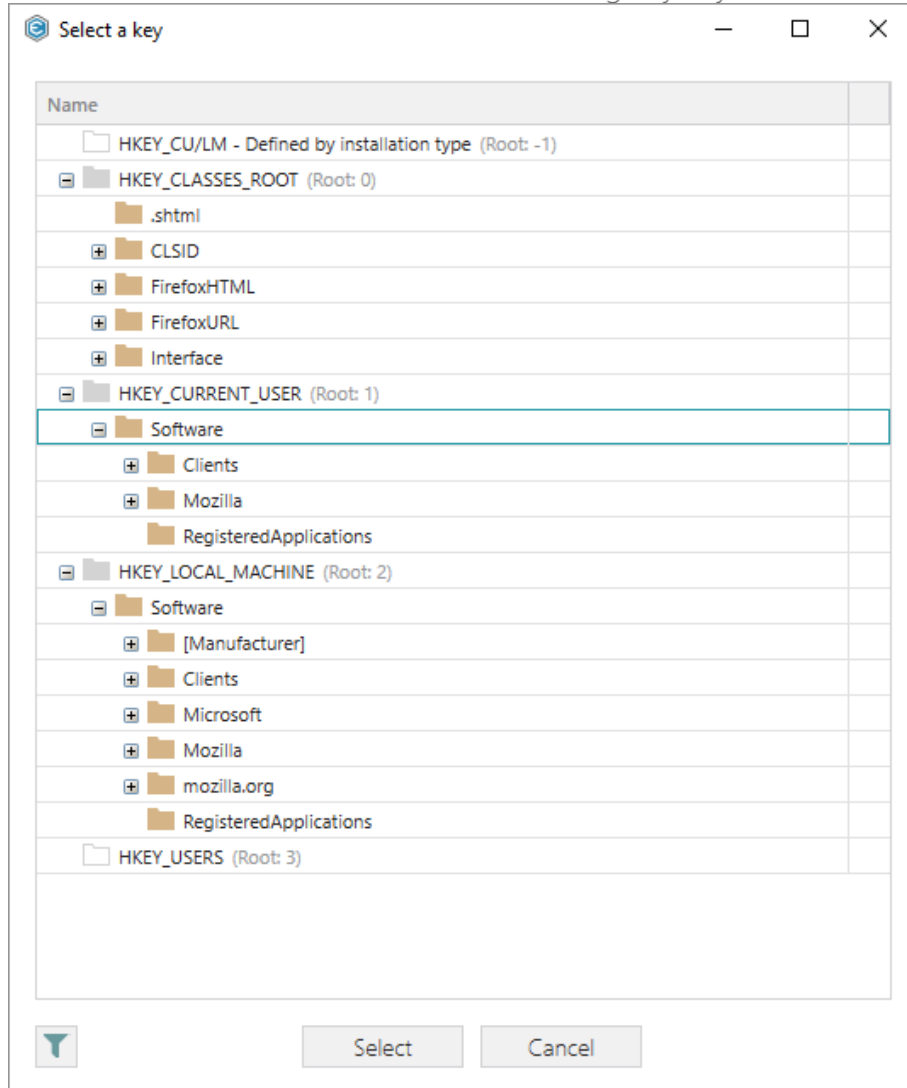 Select a key
Name
HKEY_CU/LM - Defined by installation type (Root: -1)
HKEY_CLASSES_ROOT (Root: 0)
.shtml
CLSID
FirefoxHTML
FirefoxURL
Interface
HKEY_CURRENT_USER (Root: 1)
Software
Clients
Mozilla
RegisteredApplications
HKEY_LOCAL_MACHINE (Root: 2)
Software
[Manufacturer]
Clients
Microsoft
Mozilla
mozilla.org
RegisteredApplications
HKEY_USERS (Root: 3)
Select Cancel